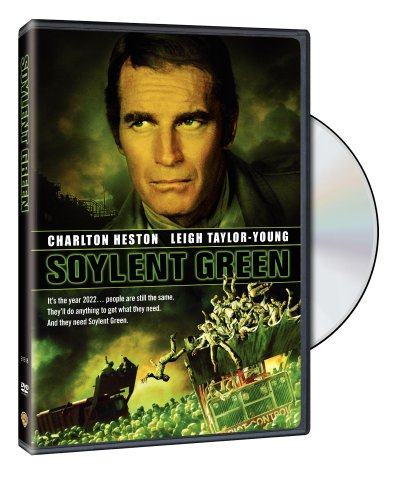 SOYLENT GREEN
CHARLTON HESTON LEIGH TAYLOR-YOUNG
SOYLENT GREEN
It's the year 2022... people are still the same.
They'll do anything to get what they need.
And they need Soylent Green.
DVD